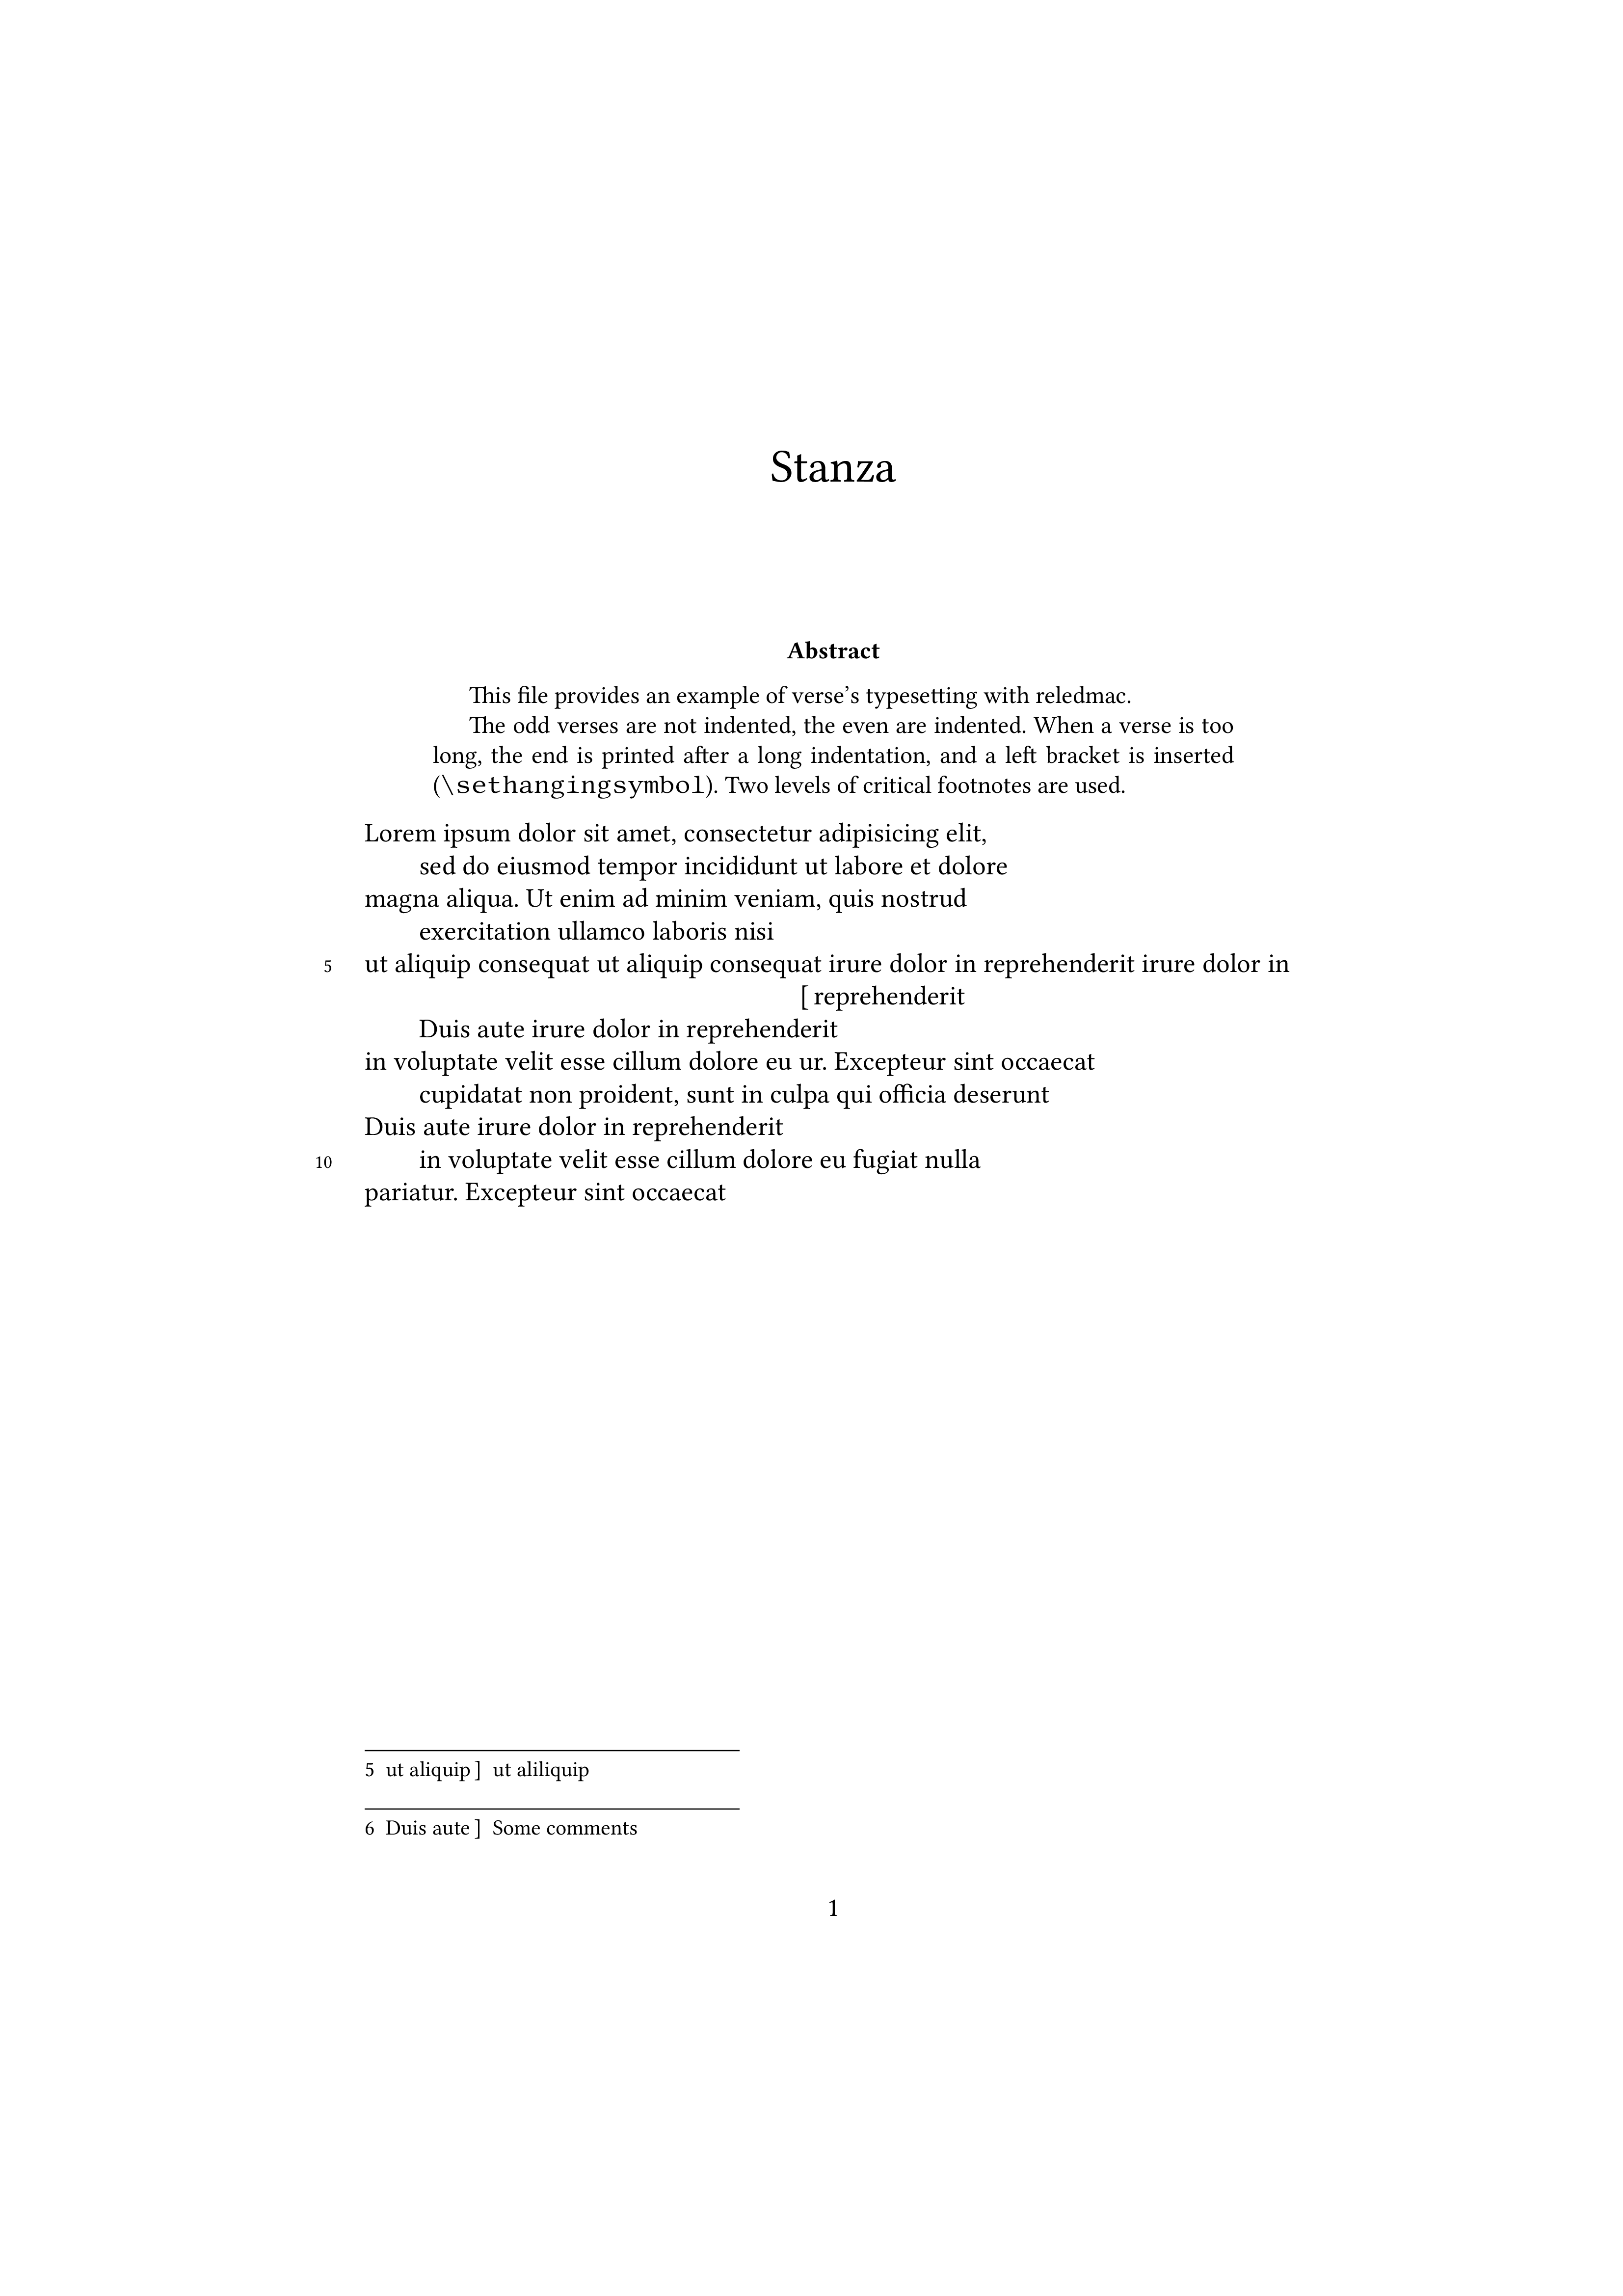 Stanza
Abstract
This file provides an example of verse’s typesetting with reledmac.
The odd verses are not indented, the even are indented. When a verse is too
long, the end is printed after a long indentation, and a left bracket is inserted
(\sethangingsymbol). Two levels of critical footnotes are used.
Lorem ipsum dolor sit amet, consectetur adipisicing elit,
sed do eiusmod tempor incididunt ut labore et dolore
magna aliqua. Ut enim ad minim veniam, quis nostrud
exercitation ullamco laboris nisi
5 ut aliquip consequat ut aliquip consequat irure dolor in reprehenderit irure dolor in
[ reprehenderit
Duis aute irure dolor in reprehenderit
in voluptate velit esse cillum dolore eu ur. Excepteur sint occaecat
cupidatat non proident, sunt in culpa qui officia deserunt
Duis aute irure dolor in reprehenderit
10 in voluptate velit esse cillum dolore eu fugiat nulla
pariatur. Excepteur sint occaecat
5 ut aliquip ] ut aliliquip
6 Duis aute ] Some comments
1